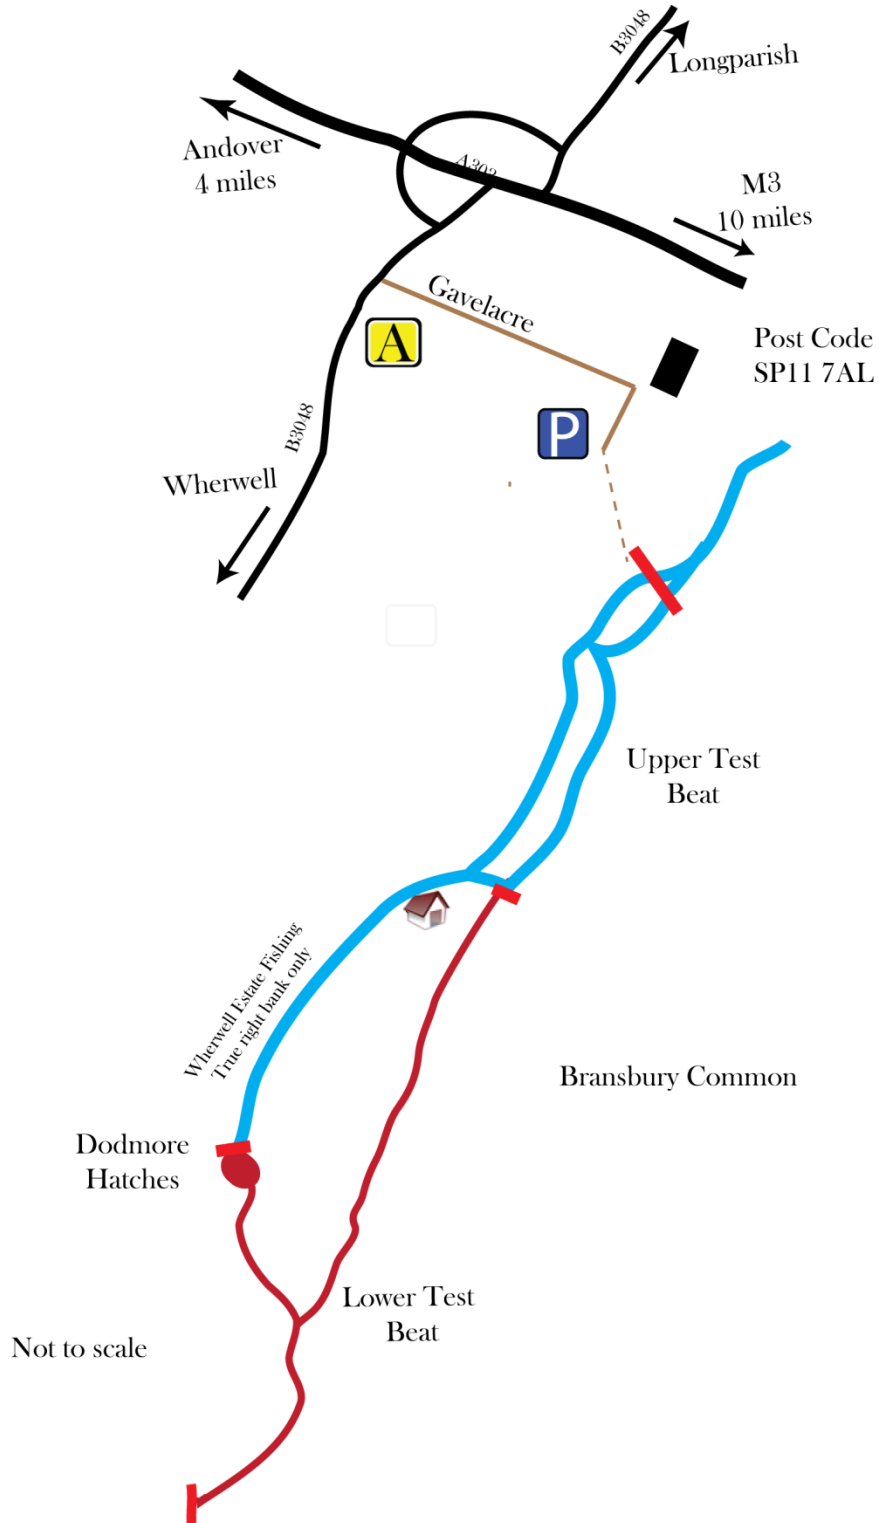 B3048
Longparish
Andover
4 miles
A302
M3
10 miles
Gavelacre
A
Post Code
SP11 7AL
P
B3048
Wherwell
Upper Test
Beat
Wherwell Estate Fishing
True right bank only
Bransbury Common
Dodmore
Hatches
Lower Test
Beat
Not to scale